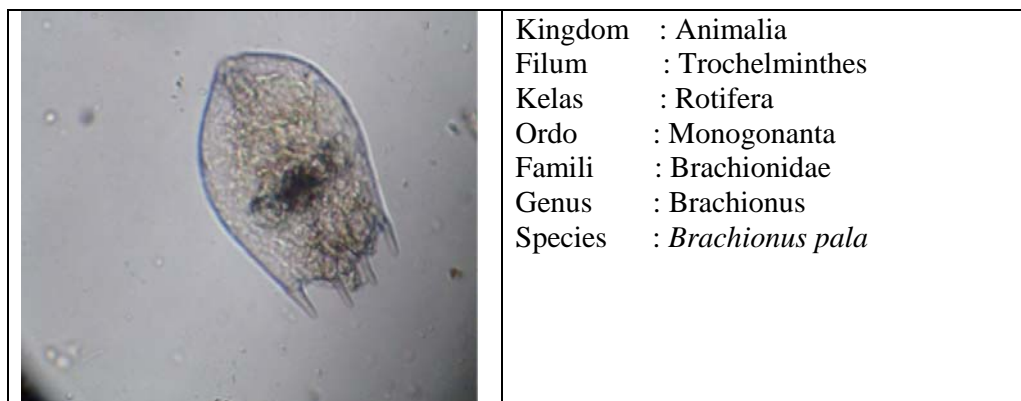 Kingdom : Animalia
Filum : Trochelminthes
Kelas : Rotifera
Ordo : Monogonanta
Famili : Brachionidae
Genus : Brachionus
Species : Brachionus pala